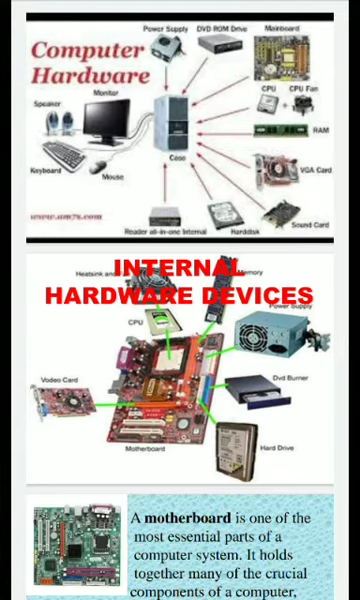 Power Supply
DVD ROM Drive
Mainboard
Computer
Hardware
CPU
CPU Fan
Monitor
Speaker
RAM
Case
VGA Card
Keyboard
Mouse
Sound Card
Reader all-in-one Internal
Harddisk
INTERNAL
Heatsink and
Memory
HARDWARE DEVICES
Power Supply
CPU
Vodeo Card
Dvd Burner
Motherboard
Hard Drive
A motherboard is one of the
most essential parts of a
computer system. It holds
together many of the crucial
components of a computer,